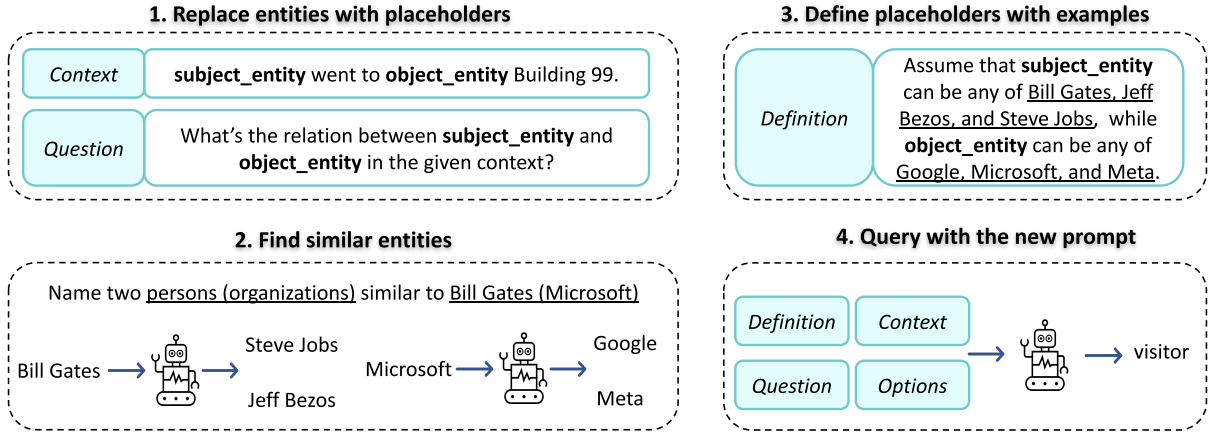 1. Replace entities with placeholders
Context
subject_entity went to object_entity Building 99.
Question
What's the relation between subject_entity and
object_entity in the given context?
2. Find similar entities
Name two persons (organizations) similar to Bill Gates (Microsoft)
Bill Gates
Steve Jobs
Jeff Bezos
Microsoft
Google
Meta
3. Define placeholders with examples
Definition
Assume that subject_entity
can be any of Bill Gates, Jeff
Bezos, and Steve Jobs, while
object_entity can be any of
Google, Microsoft, and Meta.
4. Query with the new prompt
Definition
Context
Question
Options
visitor